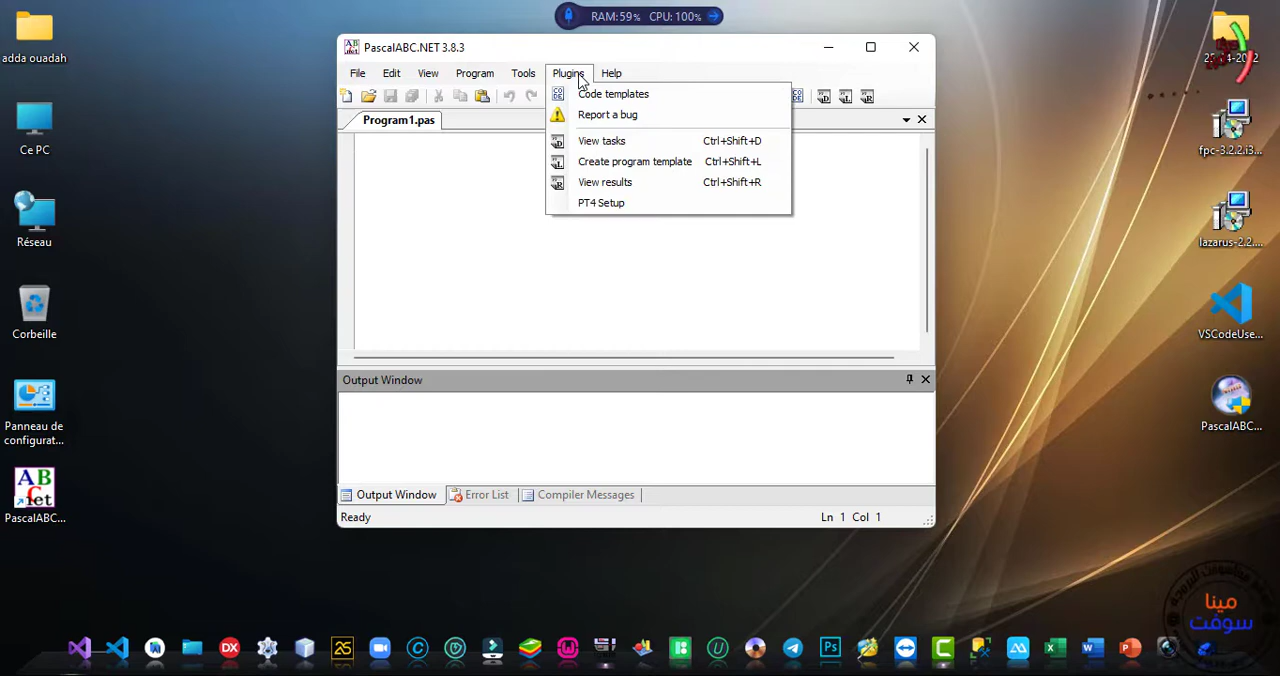 RAM: 59% CPU: 100%
adda ouadah
Ce PC
Réseau
Corbeille
Panneau de
configurat...
PascalABC...
PascalABC.NET 3.8.3
File Edit View Program Tools Plugins Help
Program1.pas
Code templates
Report a bug
View tasks Ctrl+Shift+D
Create program template Ctrl+Shift+L
View results Ctrl+Shift+R
PT4 Setup
Output Window
Output Window Error List Compiler Messages
Ready Ln 1 Col 1
fpc-3.2.2.i3...
lazarus-2.2...
VSCodeUse...
PascalABC...
مينا
سوفت